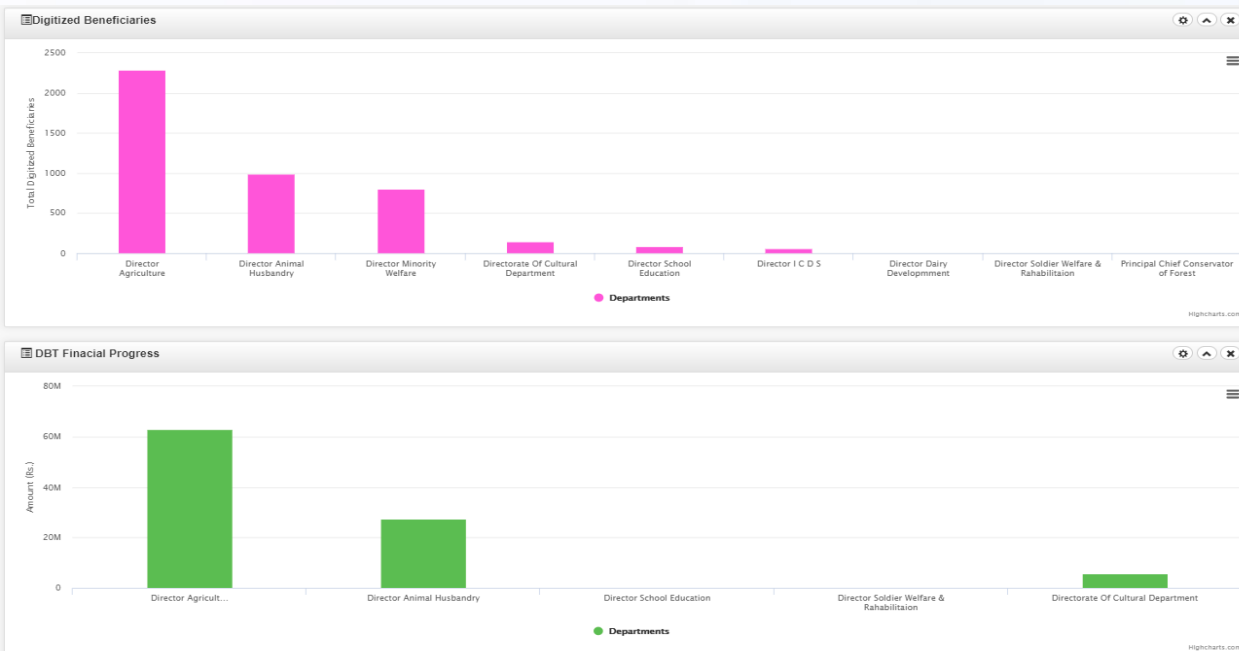 Digitized Beneficiaries
2500
2000
1500
1000
500
0
Total Digitized Beneficiaries
Director
Agriculture
Director Animal
Husbandry
Director Minority
Welfare
Directorate Of Cultural
Department
Director School
Education
Director I C D S
Director Dairy
Developmment
Director Soldier Welfare &
Rahabilitaion
Principal Chief Conservator
of Forest
Departments
Highcharts.com
DBT Finacial Progress
80M
60M
40M
20M
0
Amount (Rs.)
Director Agricult...
Director Animal Husbandry
Director School Education
Director Soldier Welfare &
Rahabilitaion
Directorate Of Cultural Department
Departments
Highcharts.com